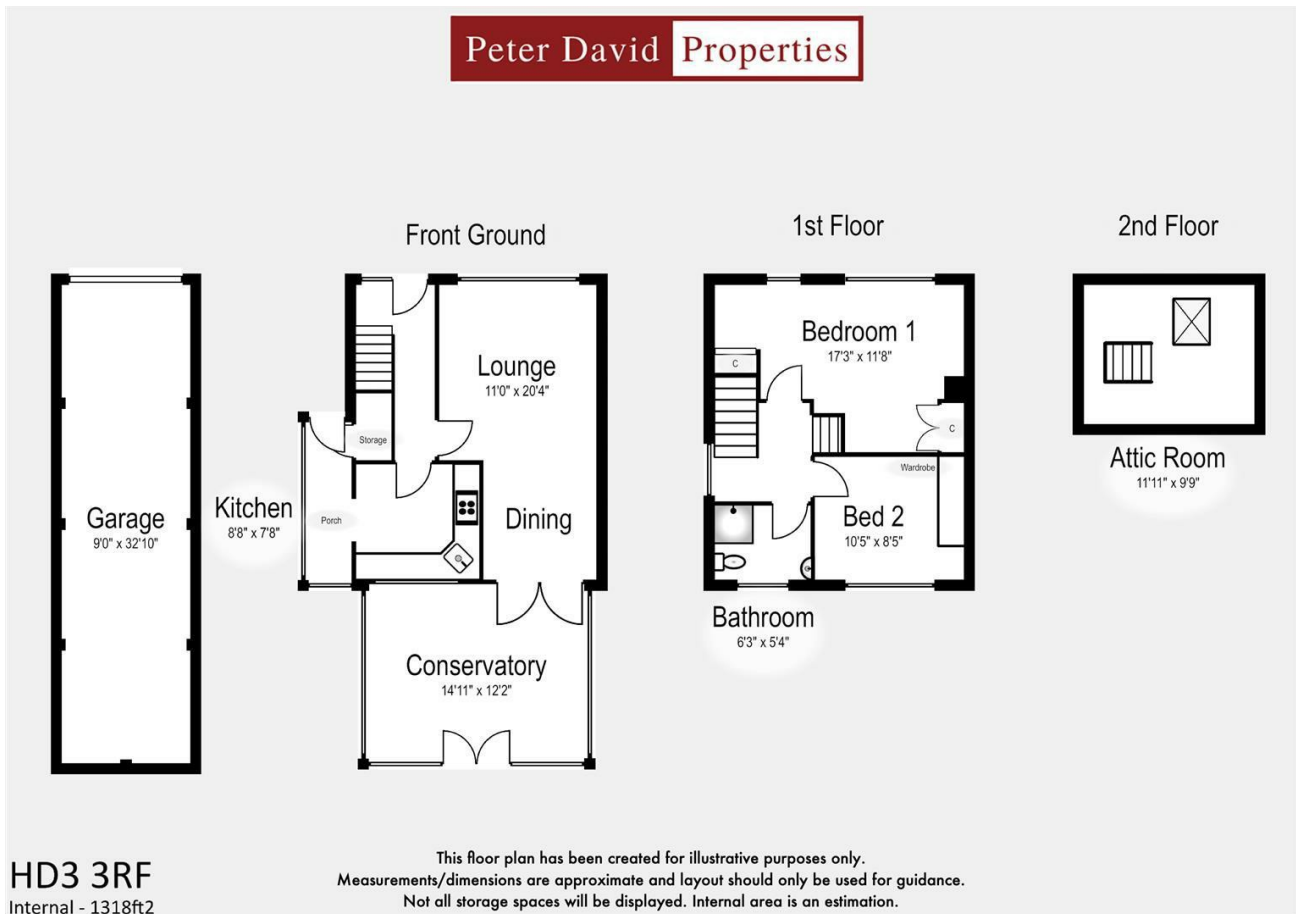 Peter David Properties
Front Ground
1st Floor
2nd Floor
Lounge
11'0" x 20'4"
Storage
Kitchen
8'8" x 7'8"
Porch
Dining
Garage
9'0" x 32'10"
Conservatory
14'11" x 12'2"
Bedroom 1
17'3" x 11'8"
C
C
Wardrobe
Bed 2
10'5" x 8'5"
Bathroom
6'3" x 5'4"
Attic Room
11'11" x 9'9"
HD3 3RF
Internal - 1318ft2
This floor plan has been created for illustrative purposes only.
Measurements/dimensions are approximate and layout should only be used for guidance.
Not all storage spaces will be displayed. Internal area is an estimation.